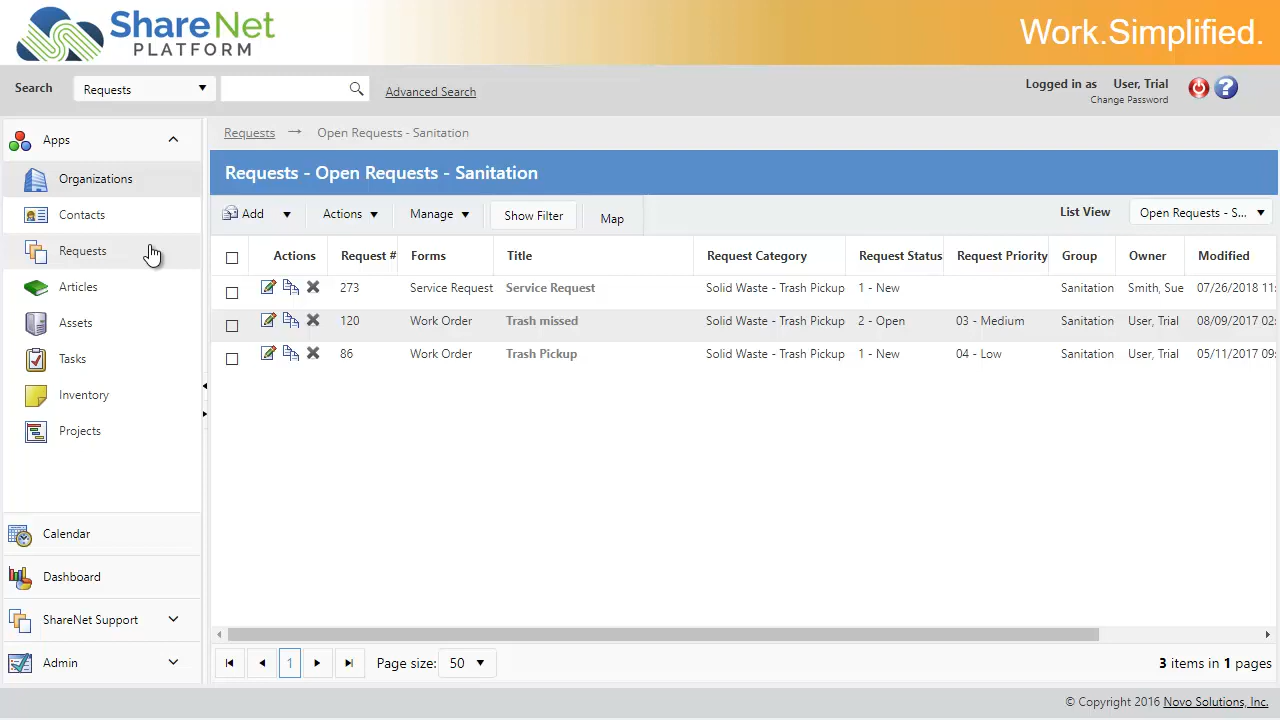 ShareNet
PLATFORM
Work.Simplified.
Search
Requests
Advanced Search
Logged in as User, Trial
Change Password
Apps
Organizations
Contacts
Requests
Articles
Assets
Tasks
Inventory
Projects
Calendar
Dashboard
ShareNet Support
Admin
Requests → Open Requests - Sanitation
Requests - Open Requests - Sanitation
Add Actions Manage Show Filter Map
List View Open Requests - S...
Actions Request # Forms Title Request Category Request Status Request Priority Group Owner Modified
273 Service Request Service Request Solid Waste - Trash Pickup 1 - New Sanitation Smith, Sue 07/26/2018 11:
120 Work Order Trash missed Solid Waste - Trash Pickup 2 - Open 03 - Medium Sanitation User, Trial 08/09/2017 02:
86 Work Order Trash Pickup Solid Waste - Trash Pickup 1 - New 04 - Low Sanitation User, Trial 05/11/2017 09:
1 Page size: 50
3 items in 1 pages
© Copyright 2016 Novo Solutions, Inc.